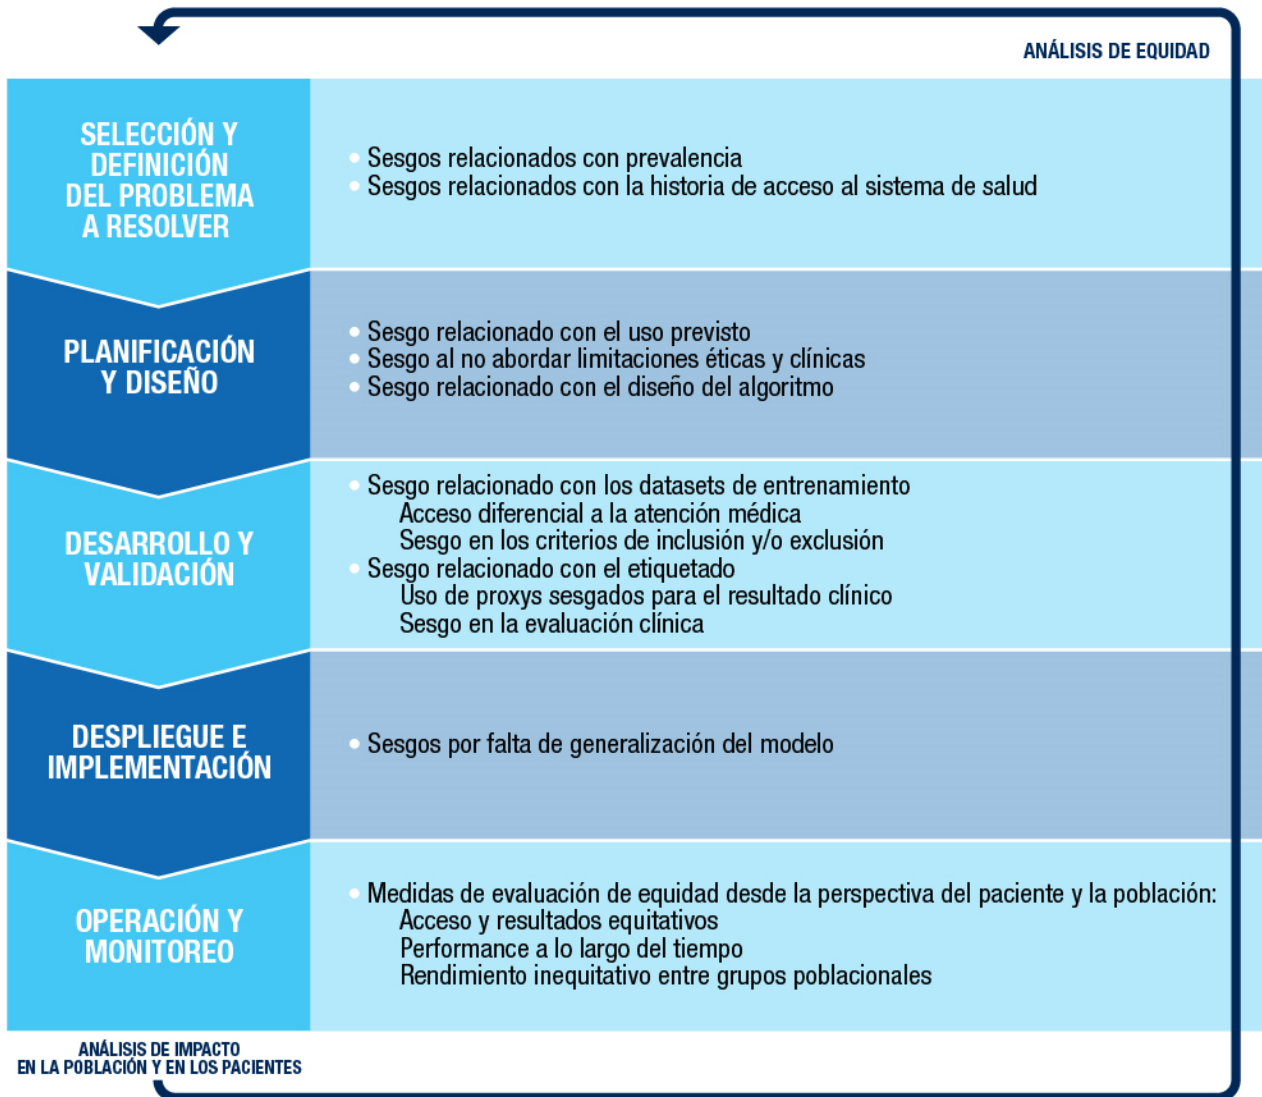 ANÁLISIS DE EQUIDAD
SELECCIÓN Y
DEFINICIÓN
DEL PROBLEMA
A RESOLVER
• Sesgos relacionados con prevalencia
• Sesgos relacionados con la historia de acceso al sistema de salud
PLANIFICACIÓN
Y DISEÑO
• Sesgo relacionado con el uso previsto
• Sesgo al no abordar limitaciones éticas y clínicas
• Sesgo relacionado con el diseño del algoritmo
DESARROLLO Y
VALIDACIÓN
• Sesgo relacionado con los datasets de entrenamiento
Acceso diferencial a la atención médica
Sesgo en los criterios de inclusión y/o exclusión
• Sesgo relacionado con el etiquetado
Uso de proxys sesgados para el resultado clínico
Sesgo en la evaluación clínica
DESPLIEGUE E
IMPLEMENTACIÓN
• Sesgos por falta de generalización del modelo
OPERACIÓN Y
MONITOREO
• Medidas de evaluación de equidad desde la perspectiva del paciente y la población:
Acceso y resultados equitativos
Performance a lo largo del tiempo
Rendimiento inequitativo entre grupos poblacionales
ANÁLISIS DE IMPACTO
EN LA POBLACIÓN Y EN LOS PACIENTES